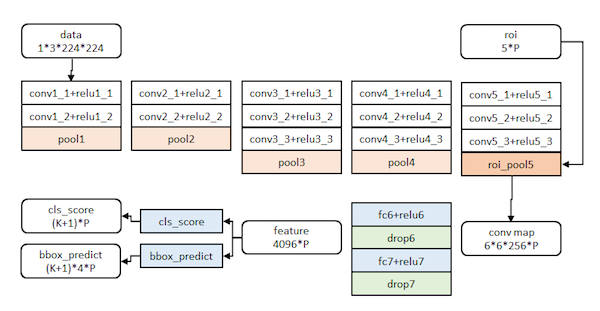 data
1*3*224*224
roi
5*P
conv1_1+relu1_1
conv1_2+relu1_2
pool1
conv2_1+relu2_1
conv2_2+relu2_2
pool2
conv3_1+relu3_1
conv3_2+relu3_2
conv3_3+relu3_3
pool3
conv4_1+relu4_1
conv4_2+relu4_2
conv4_3+relu4_3
pool4
conv5_1+relu5_1
conv5_2+relu5_2
conv5_3+relu5_3
roi_pool5
cls_score
(K+1)*P
cls_score
bbox_predict
(K+1)*4*P
bbox_predict
feature
4096*P
fc6+relu6
drop6
fc7+relu7
drop7
conv map
6*6*256*P